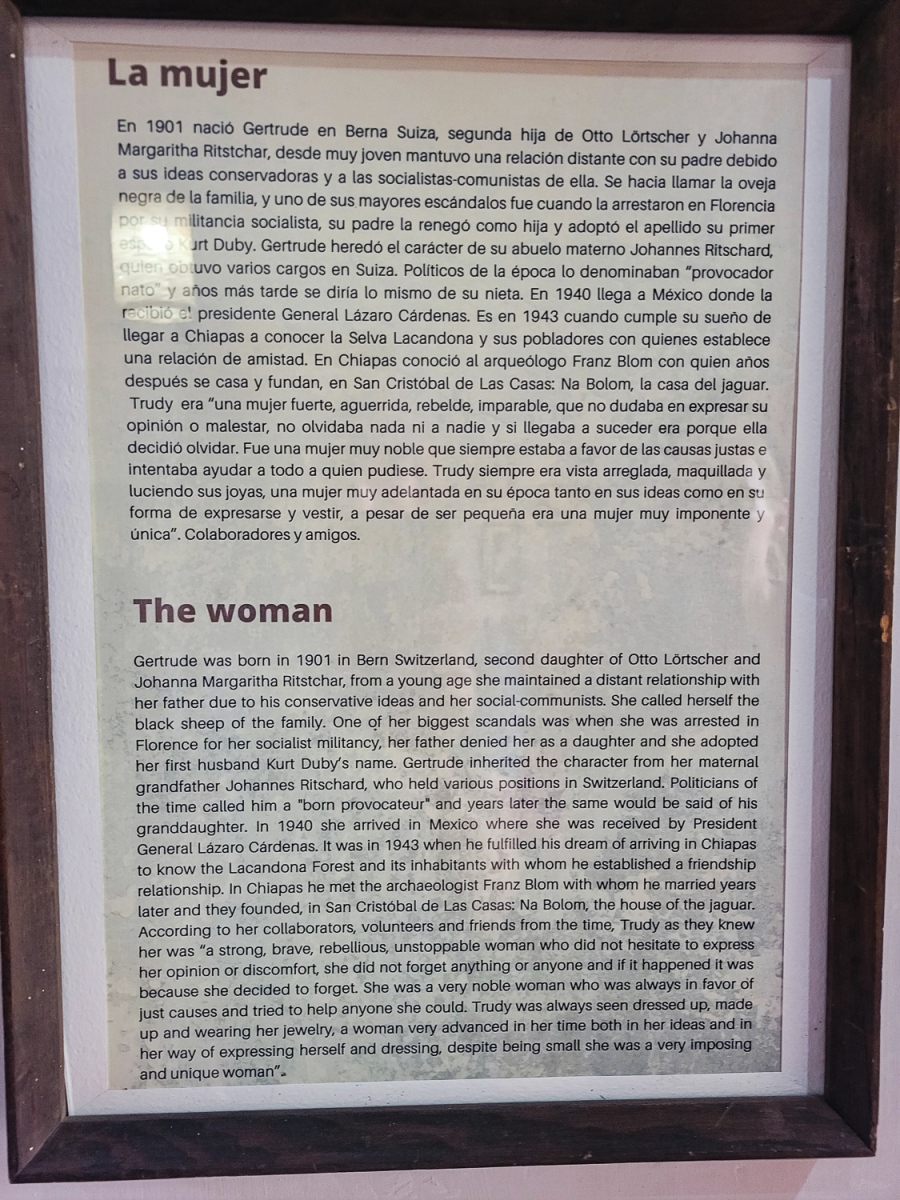 La mujer
En 1901 nació Gertrude en Berna Suiza, segunda hija de Otto Lörtscher y Johanna
Margaritha Ritstchar, desde muy joven mantuvo una relación distante con su padre debido
a sus ideas conservadoras y a las socialistas-comunistas de ella. Se hacia llamar la oveja
negra de la familia, y uno de sus mayores escándalos fue cuando la arrestaron en Florencia
por su militancia socialista, su padre la renegó como hija y adoptó el apellido su primer
esposo Kurt Duby. Gertrude heredó el carácter de su abuelo materno Johannes Ritschard,
quien obtuvo varios cargos en Suiza. Políticos de la época lo denominaban “provocador
nato” y años más tarde se diría lo mismo de su nieta. En 1940 llega a México donde la
recibió el presidente General Lázaro Cárdenas. Es en 1943 cuando cumple su sueño de
llegar a Chiapas a conocer la Selva Lacandona y sus pobladores con quienes establece
una relación de amistad. En Chiapas conoció al arqueólogo Franz Blom con quien años
después se casa y fundan, en San Cristóbal de Las Casas: Na Bolom, la casa del jaguar.
Trudy era “una mujer fuerte, aguerrida, rebelde, imparable, que no dudaba en expresar su
opinión o malestar, no olvidaba nada ni a nadie y si llegaba a suceder era porque ella
decidió olvidar. Fue una mujer muy noble que siempre estaba a favor de las causas justas e
intentaba ayudar a todo a quien pudiese. Trudy siempre era vista arreglada, maquillada y
luciendo sus joyas, una mujer muy adelantada en su época tanto en sus ideas como en su
forma de expresarse y vestir, a pesar de ser pequeña era una mujer muy imponente y
única”. Colaboradores y amigos.
The woman
Gertrude was born in 1901 in Bern Switzerland, second daughter of Otto Lörtscher and
Johanna Margaritha Ritstchar, from a young age she maintained a distant relationship with
her father due to his conservative ideas and her social-communists. She called herself the
black sheep of the family. One of her biggest scandals was when she was arrested in
Florence for her socialist militancy, her father denied her as a daughter and she adopted
her first husband Kurt Duby’s name. Gertrude inherited the character from her maternal
grandfather Johannes Ritschard, who held various positions in Switzerland. Politicians of
the time called him a "born provocateur" and years later the same would be said of his
granddaughter. In 1940 she arrived in Mexico where she was received by President
General Lázaro Cárdenas. It was in 1943 when he fulfilled his dream of arriving in Chiapas
to know the Lacandona Forest and its inhabitants with whom he established a friendship
relationship. In Chiapas he met the archaeologist Franz Blom with whom he married years
later and they founded, in San Cristóbal de Las Casas: Na Bolom, the house of the jaguar.
According to her collaborators, volunteers and friends from the time, Trudy as they knew
her was “a strong, brave, rebellious, unstoppable woman who did not hesitate to express
her opinion or discomfort, she did not forget anything or anyone and if it happened it was
because she decided to forget. She was a very noble woman who was always in favor of
just causes and tried to help anyone she could. Trudy was always seen dressed up, made
up and wearing her jewelry, a woman very advanced in her time both in her ideas and in
her way of expressing herself and dressing, despite being small she was a very imposing
and unique woman”.